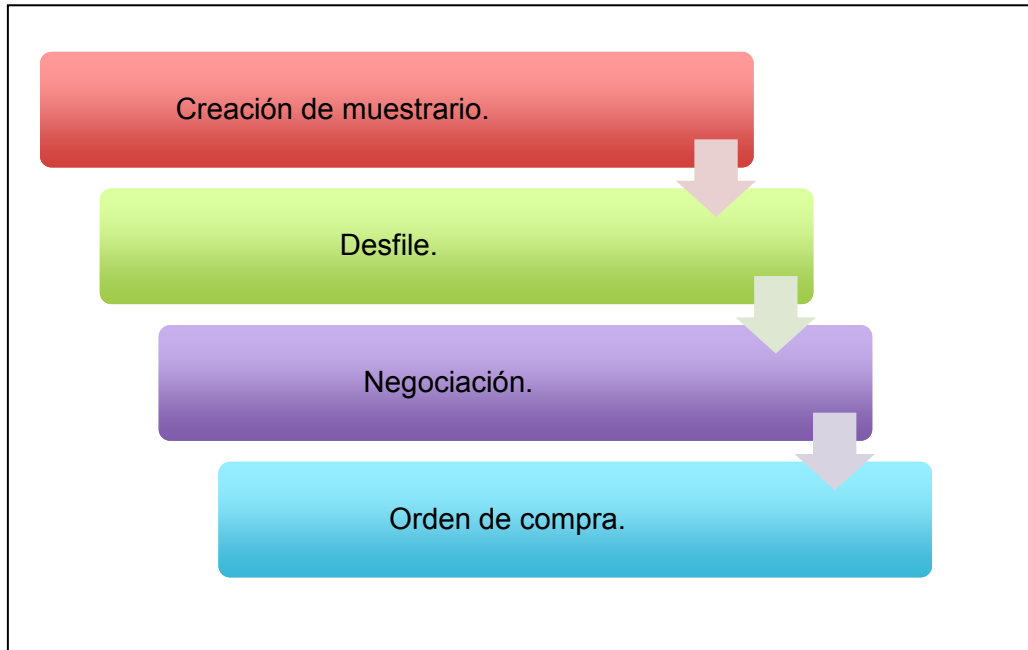 Creación de muestrario.
Desfile.
Negociación.
Orden de compra.